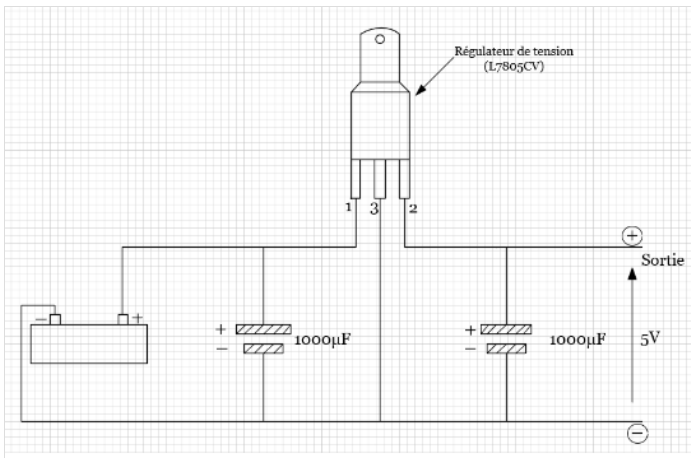 Régulateur de tension
(L7805CV)
1 3 2
+
Sortie
- +
+ 1000µF
-
+ 1000µF
-
5V
-